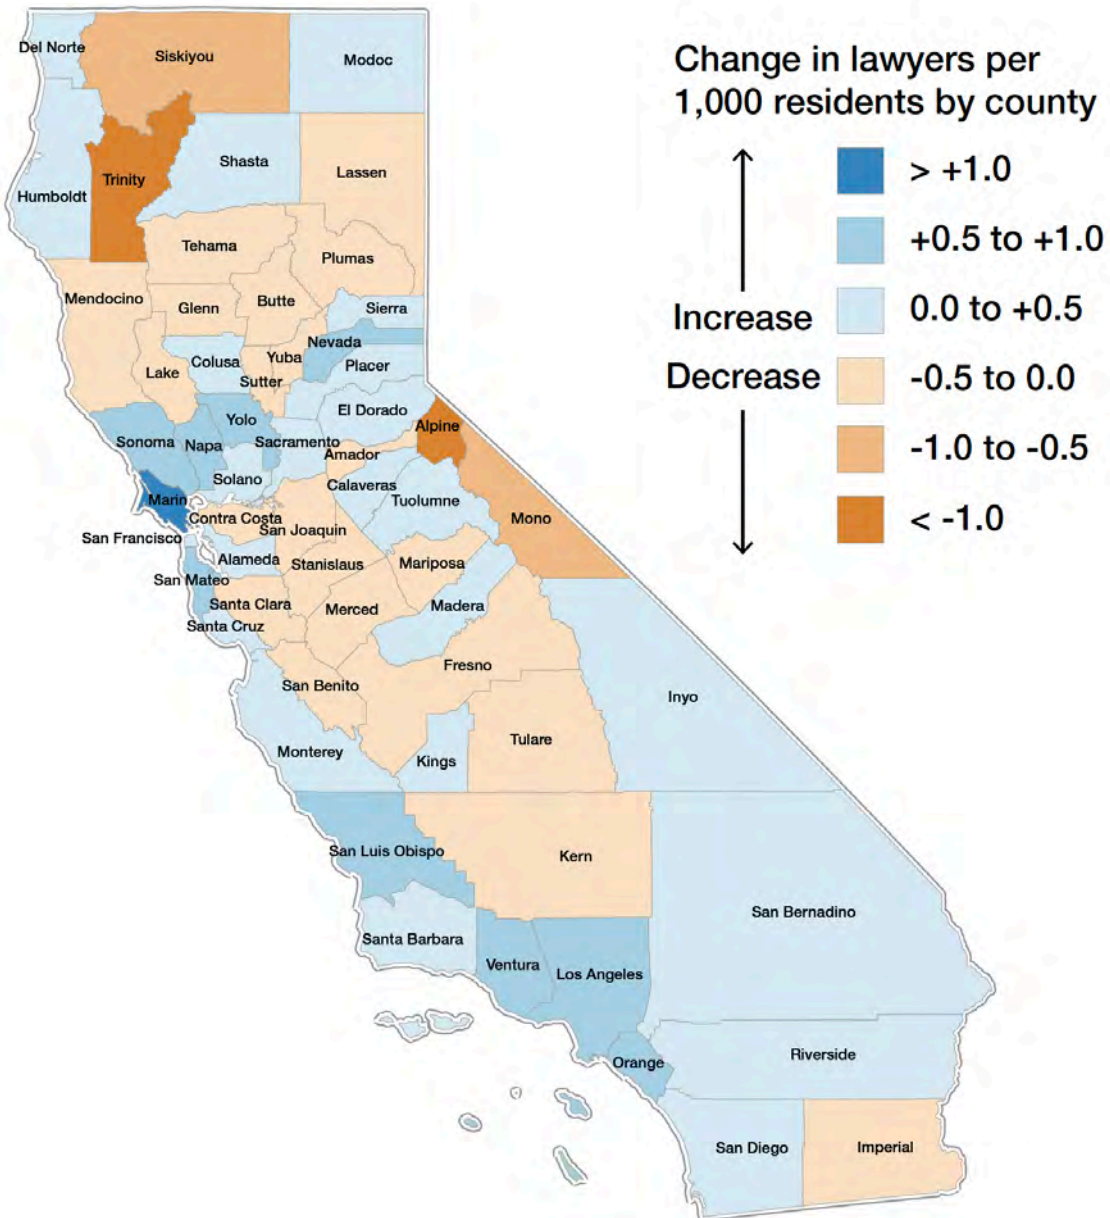 Change in lawyers per
1,000 residents by county
> +1.0
+0.5 to +1.0
0.0 to +0.5
-0.5 to 0.0
-1.0 to -0.5
< -1.0
Increase
Decrease
Del Norte
Siskiyou
Modoc
Shasta
Lassen
Trinity
Humboldt
Tehama
Plumas
Mendocino
Glenn
Butte
Sierra
Nevada
Colusa
Yuba
Placer
Lake
Sutter
El Dorado
Yolo
Alpine
Sonoma
Napa
Sacramento
Amador
Solano
Calaveras
Marin
Tuolumne
Contra Costa
San Joaquin
Mono
San Francisco
Alameda
Stanislaus
Mariposa
San Mateo
Santa Clara
Merced
Madera
Santa Cruz
Fresno
San Benito
Inyo
Monterey
Kings
Tulare
San Luis Obispo
Kern
San Bernadino
Santa Barbara
Ventura
Los Angeles
Orange
Riverside
San Diego
Imperial